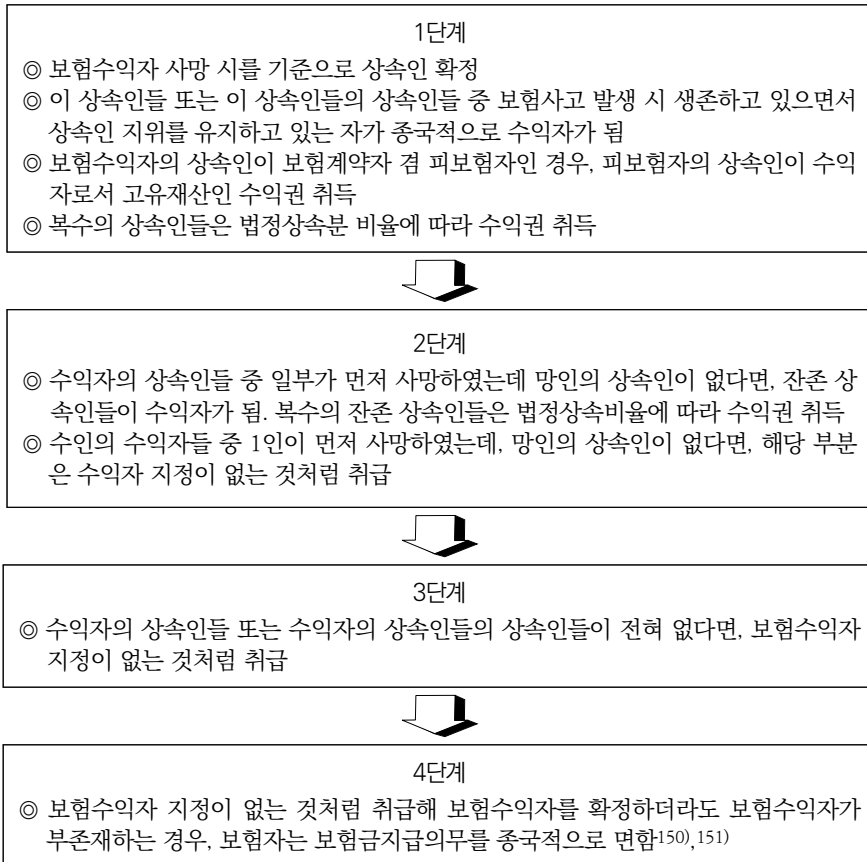 1단계
◎ 보험수익자 사망 시를 기준으로 상속인 확정
◎ 이 상속인들 또는 이 상속인들의 상속인들 중 보험사고 발생 시 생존하고 있으면서
상속인 지위를 유지하고 있는 자가 종국적으로 수익자가 됨
◎ 보험수익자의 상속인이 보험계약자 겸 피보험자인 경우, 피보험자의 상속인이 수익
자로서 고유재산인 수익권 취득
◎ 복수의 상속인들은 법정상속분 비율에 따라 수익권 취득
2단계
◎ 수익자의 상속인들 중 일부가 먼저 사망하였는데 망인의 상속인이 없다면, 잔존 상
속인들이 수익자가 됨. 복수의 잔존 상속인들은 법정상속비율에 따라 수익권 취득
◎ 수인의 수익자들 중 1인이 먼저 사망하였는데, 망인의 상속인이 없다면, 해당 부분
은 수익자 지정이 없는 것처럼 취급
3단계
◎ 수익자의 상속인들 또는 수익자의 상속인들의 상속인들이 전혀 없다면, 보험수익자
지정이 없는 것처럼 취급
4단계
◎ 보험수익자 지정이 없는 것처럼 취급해 보험수익자를 확정하더라도 보험수익자가
부존재하는 경우, 보험자는 보험금지급의무를 종국적으로 면함150),151)